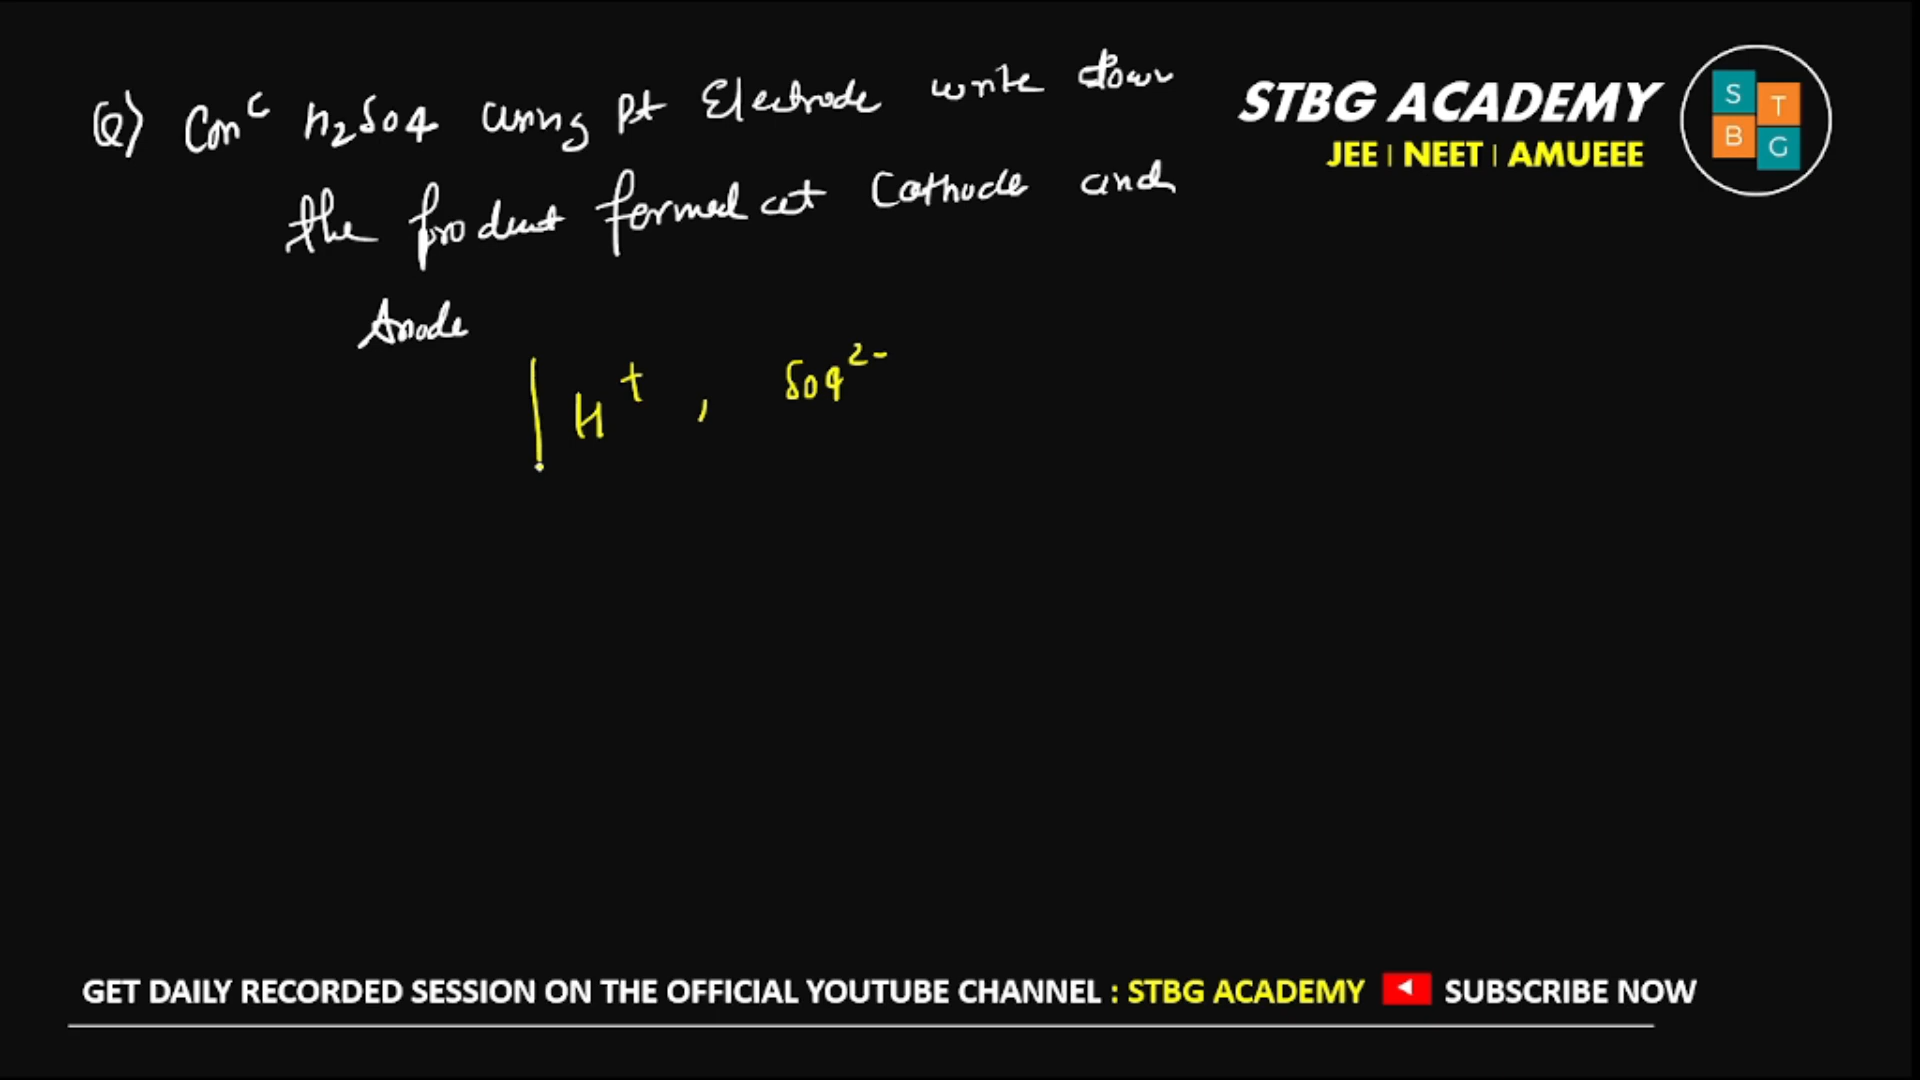 Q) Conc H2SO4 using Pt Electrode write down
the product formed at Cathode and
Anode
H+ , SO4 2-
STBG ACADEMY
JEE | NEET | AMUEEE
S T
B G
GET DAILY RECORDED SESSION ON THE OFFICIAL YOUTUBE CHANNEL : STBG ACADEMY SUBSCRIBE NOW